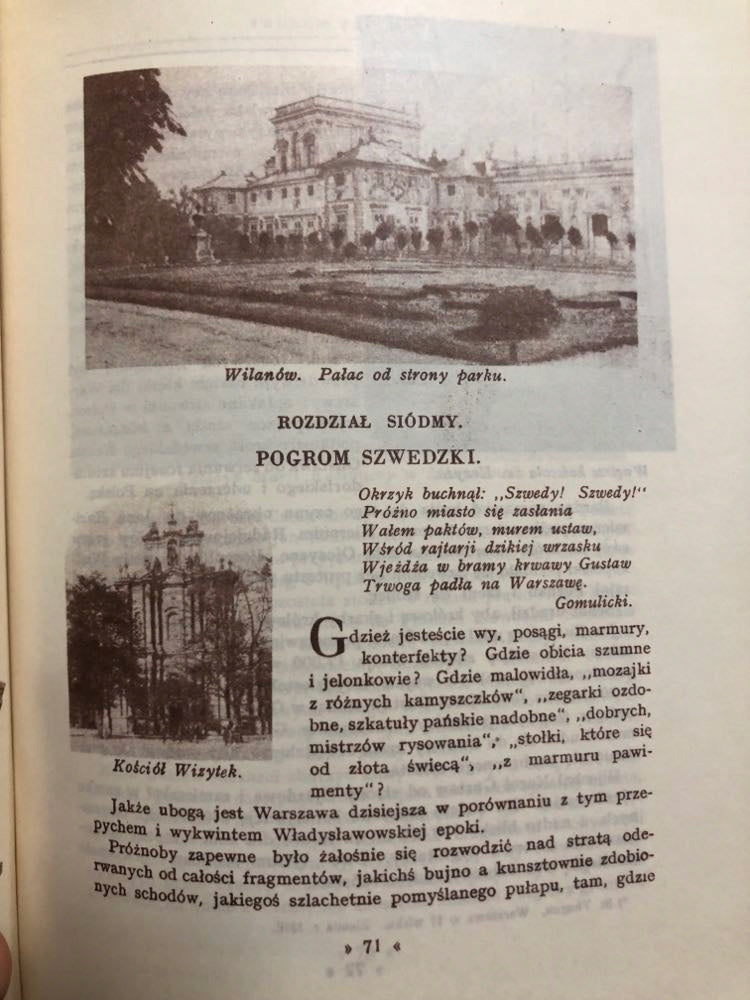 Wilanów. Pałac od strony parku.
ROZDZIAŁ SIÓDMY.
POGROM SZWEDZKI.
Okrzyk buchnął: „Szwedy! Szwedy!“
Próżno miasto się zasłania
Wałem paktów, murem ustaw,
Wśród rajtarji dzikiej wrzasku
Wjeżdża w bramy krwawy Gustaw
Trwoga padła na Warszawę.
Gomulicki.
Kościół Wizytek.
Gdzież jesteście wy, posągi, marmury,
konterfekty? Gdzie obicia szumne
i jelonkowie? Gdzie malowidła, „mozajki
z różnych kamyszczków“, „zegarki ozdo-
bne, szkatuły pańskie nadobne“, „dobrych,
mistrzów rysowania“, „stołki, które się
od złota świecą“, „z marmuru pawi-
menty“?
Jakże ubogą jest Warszawa dzisiejsza w porównaniu z tym prze-
pychem i wykwintem Władysławowskiej epoki.
Próżnoby zapewne było żałośnie się rozwodzić nad stratą ode-
rwanych od całości fragmentów, jakichś bujno a kunsztownie zdobio-
nych schodów, jakiegoś szlachetnie pomyślanego pułapu, tam, gdzie
» 71 «